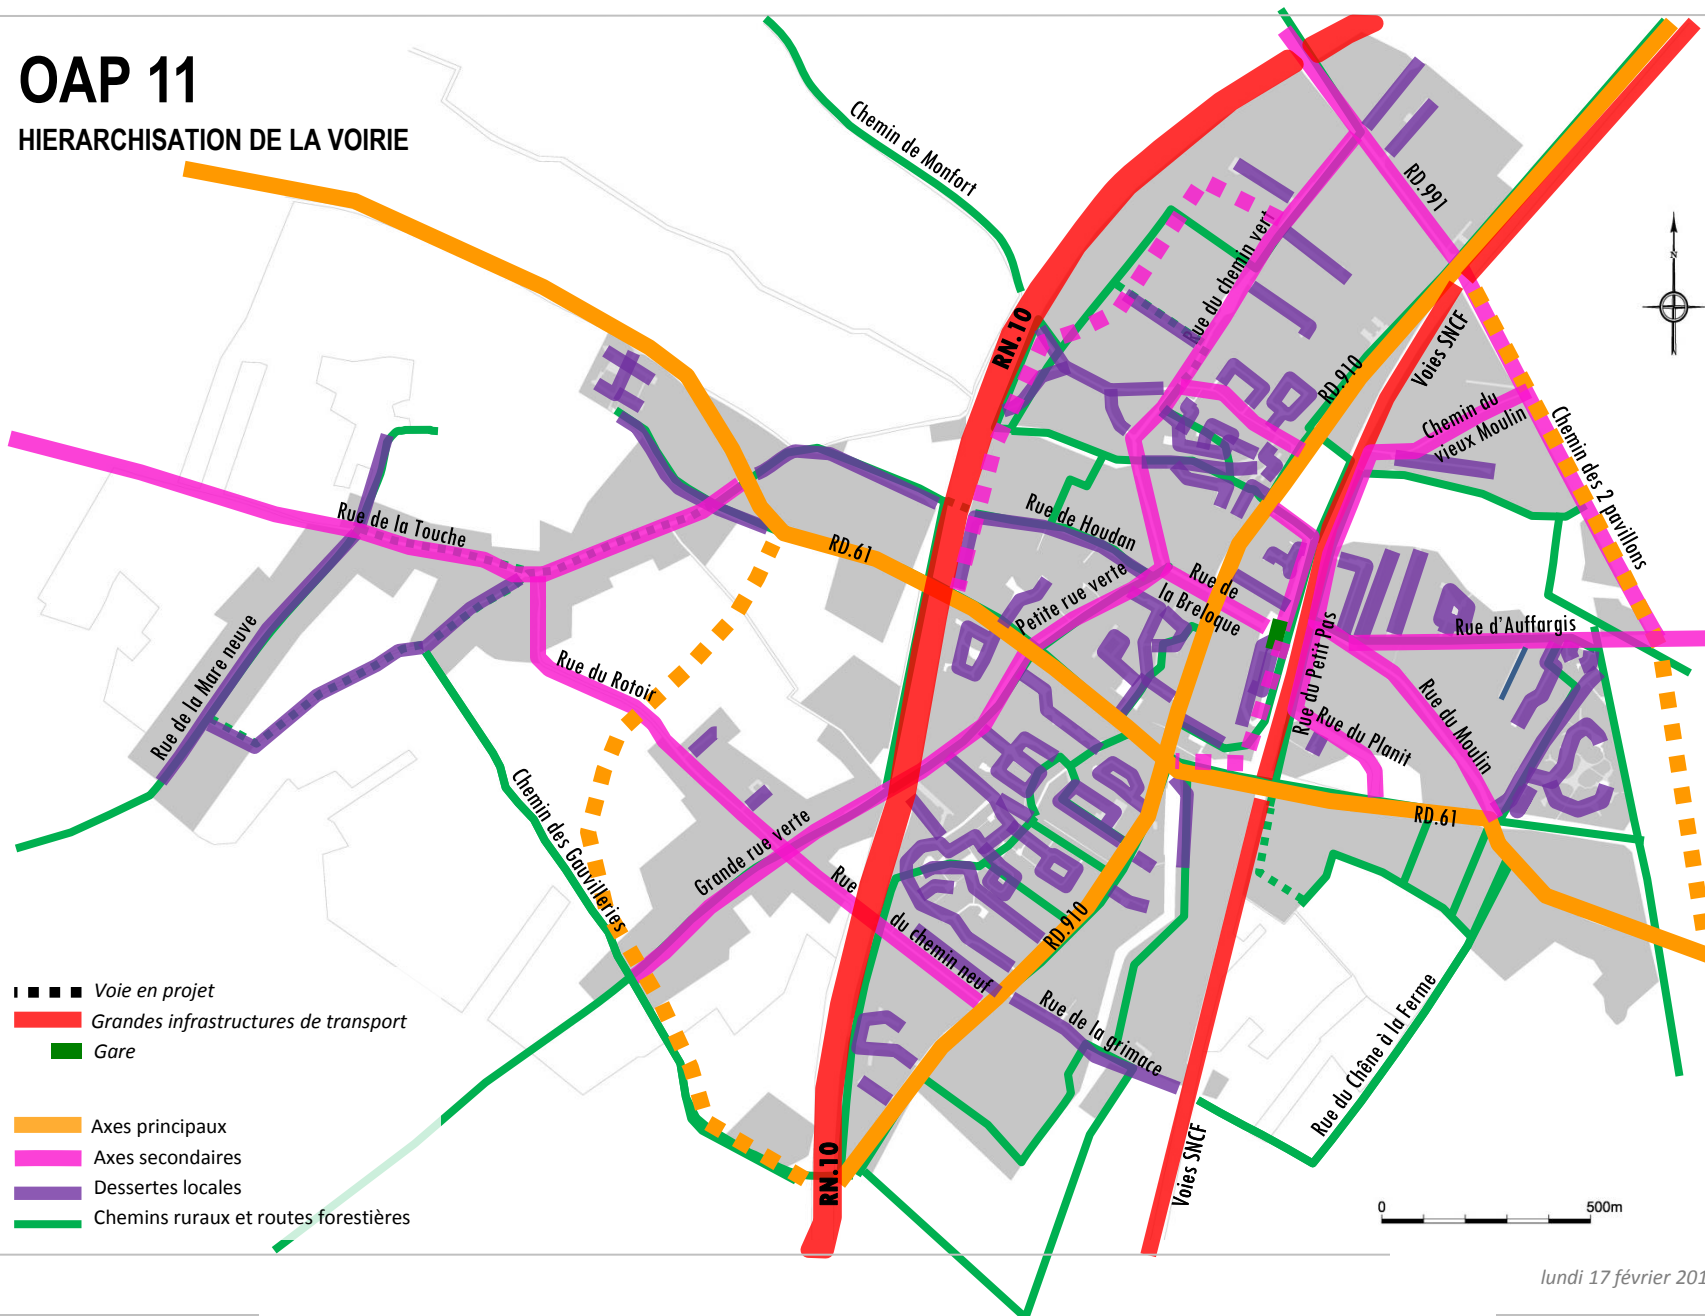 OAP 11
HIERARCHISATION DE LA VOIRIE
Chemin de Monfort
RD.991
N
Rue du chemin vert
RN.10
Voies SNCF
RD.910
Chemin du
vieux Moulin
Chemin des 2 pavillons
Rue de la Touche
Rue de Houdan
RD.61
Rue de
la Breloque
Petite rue verte
Rue d'Auffargis
Rue de la Mare neuve
Rue du Rotoir
Rue du Petit Pas
Rue du Planit
Rue du Moulin
Chemin des Gauvilleries
Grande rue verte
RD.61
Rue
du chemin neuf
RD.910
Rue de la grimace
Rue du Chêne à la Ferme
Voies SNCF
RN.10
Voie en projet
Grandes infrastructures de transport
Gare
Axes principaux
Axes secondaires
Dessertes locales
Chemins ruraux et routes forestières
0 500m
lundi 17 février 201